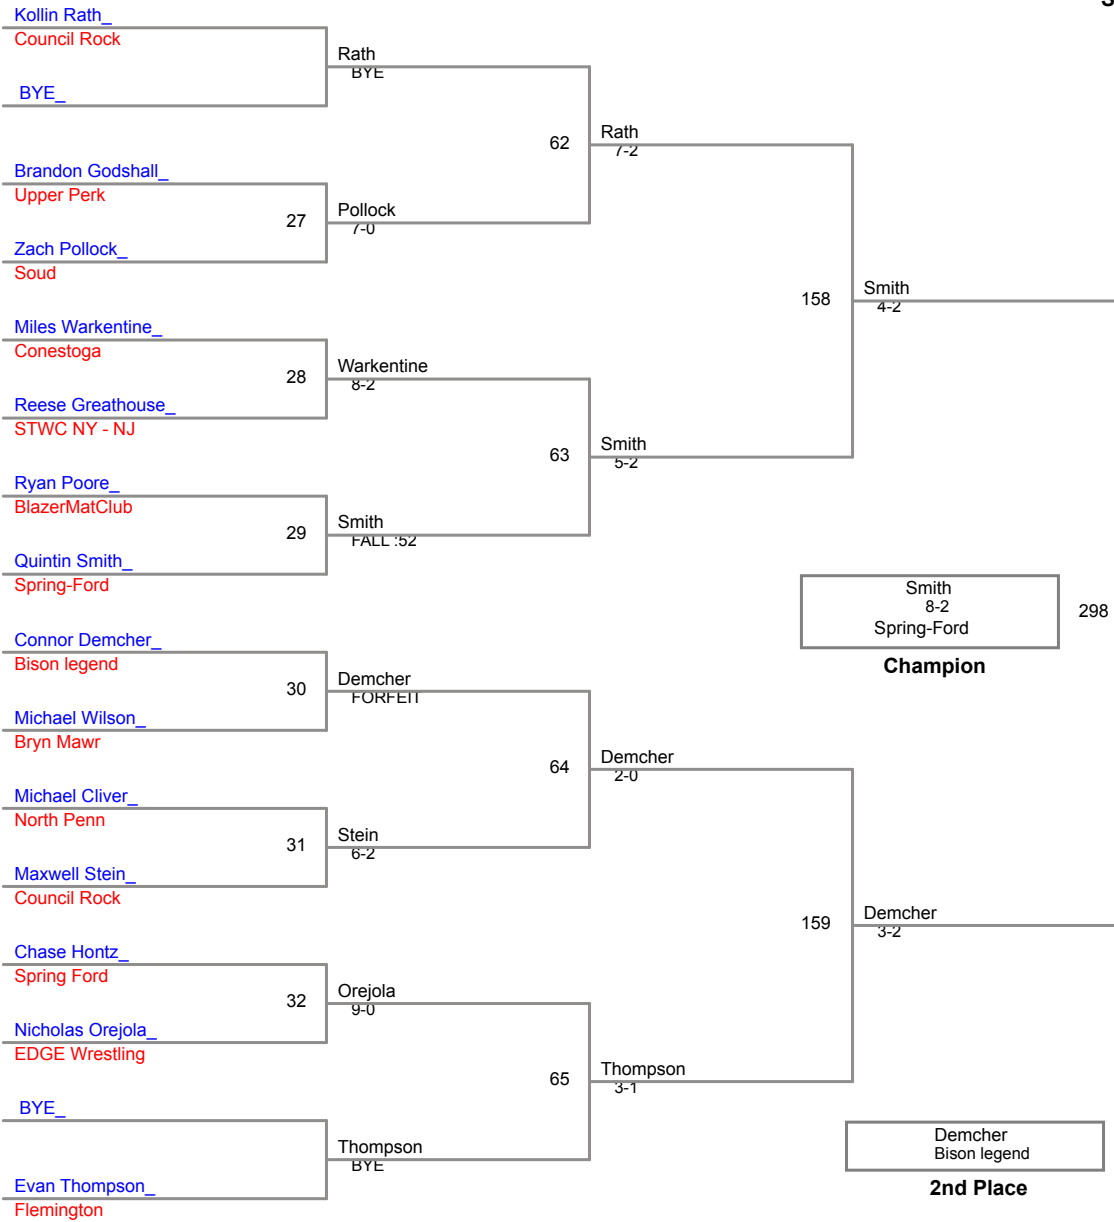 Kollin Rath_
Council Rock
Rath
BYE
BYE_
62
Rath
7-2
Brandon Godshall_
Upper Perk
27
Pollock
7-0
Zach Pollock_
Soud
158
Smith
4-2
Miles Warkentine_
Conestoga
28
Warkentine
8-2
Reese Greathouse_
STWC NY - NJ
63
Smith
5-2
Ryan Poore_
BlazerMatClub
29
Smith
FALL :52
Quintin Smith_
Spring-Ford
Smith
8-2
Spring-Ford
298
Champion
Connor Demcher_
Bison legend
30
Demcher
FORFEIT
Michael Wilson_
Bryn Mawr
64
Demcher
2-0
Michael Cliver_
North Penn
31
Stein
6-2
Maxwell Stein_
Council Rock
159
Demcher
3-2
Chase Hontz_
Spring Ford
32
Orejola
9-0
Nicholas Orejola_
EDGE Wrestling
65
Thompson
3-1
BYE_
Thompson
BYE
Evan Thompson_
Flemington
Demcher
Bison legend
2nd Place